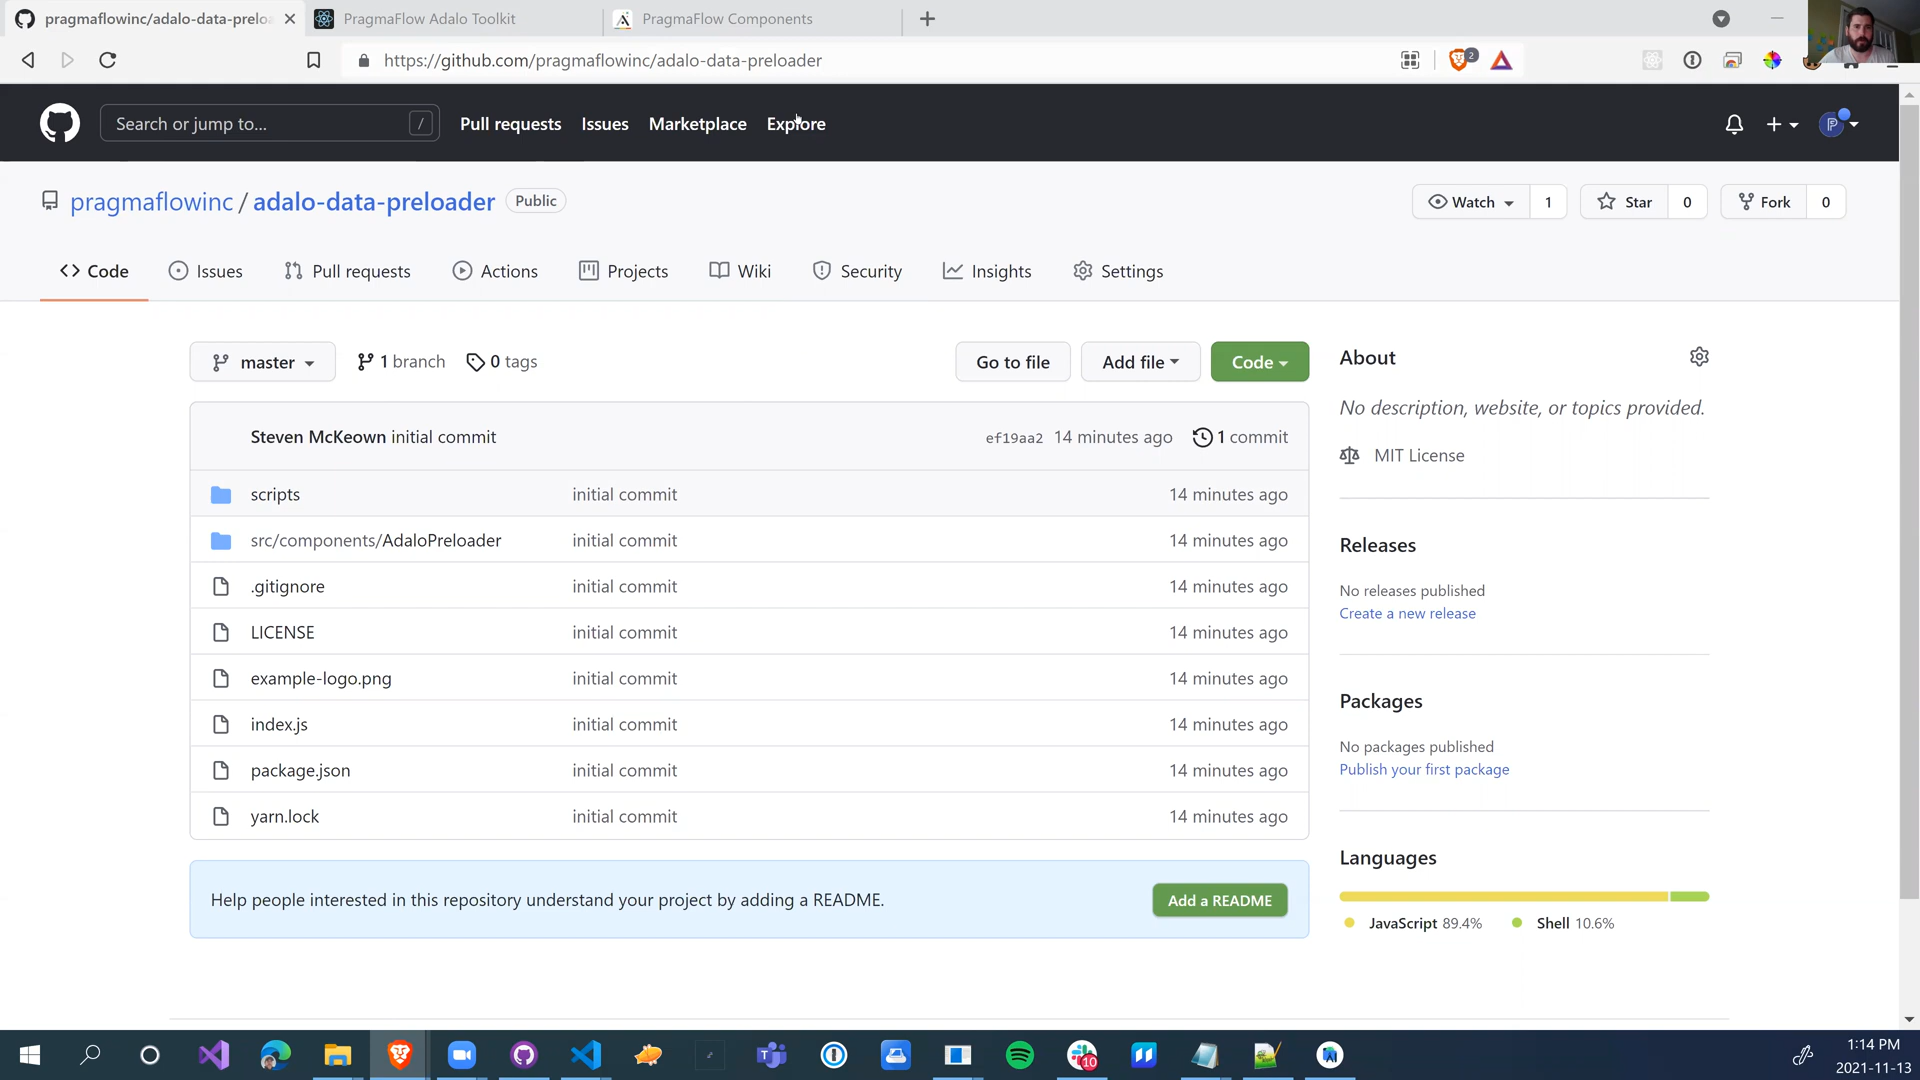 pragmaflowinc/adalo-data-preloa
PragmaFlow Adalo Toolkit
PragmaFlow Components
https://github.com/pragmaflowinc/adalo-data-preloader
2
Search or jump to...
/
Pull requests
Issues
Marketplace
Explore
P
pragmaflowinc / adalo-data-preloader
Public
Watch
1
Star
0
Fork
0
Code
Issues
Pull requests
Actions
Projects
Wiki
Security
Insights
Settings
master
1 branch
0 tags
Go to file
Add file
Code
Steven McKeown initial commit
ef19aa2 14 minutes ago
1 commit
scripts
initial commit
14 minutes ago
src/components/AdaloPreloader
initial commit
14 minutes ago
.gitignore
initial commit
14 minutes ago
LICENSE
initial commit
14 minutes ago
example-logo.png
initial commit
14 minutes ago
index.js
initial commit
14 minutes ago
package.json
initial commit
14 minutes ago
yarn.lock
initial commit
14 minutes ago
Help people interested in this repository understand your project by adding a README.
Add a README
About
No description, website, or topics provided.
MIT License
Releases
No releases published
Create a new release
Packages
No packages published
Publish your first package
Languages
JavaScript 89.4%
Shell 10.6%
10
1:14 PM
2021-11-13